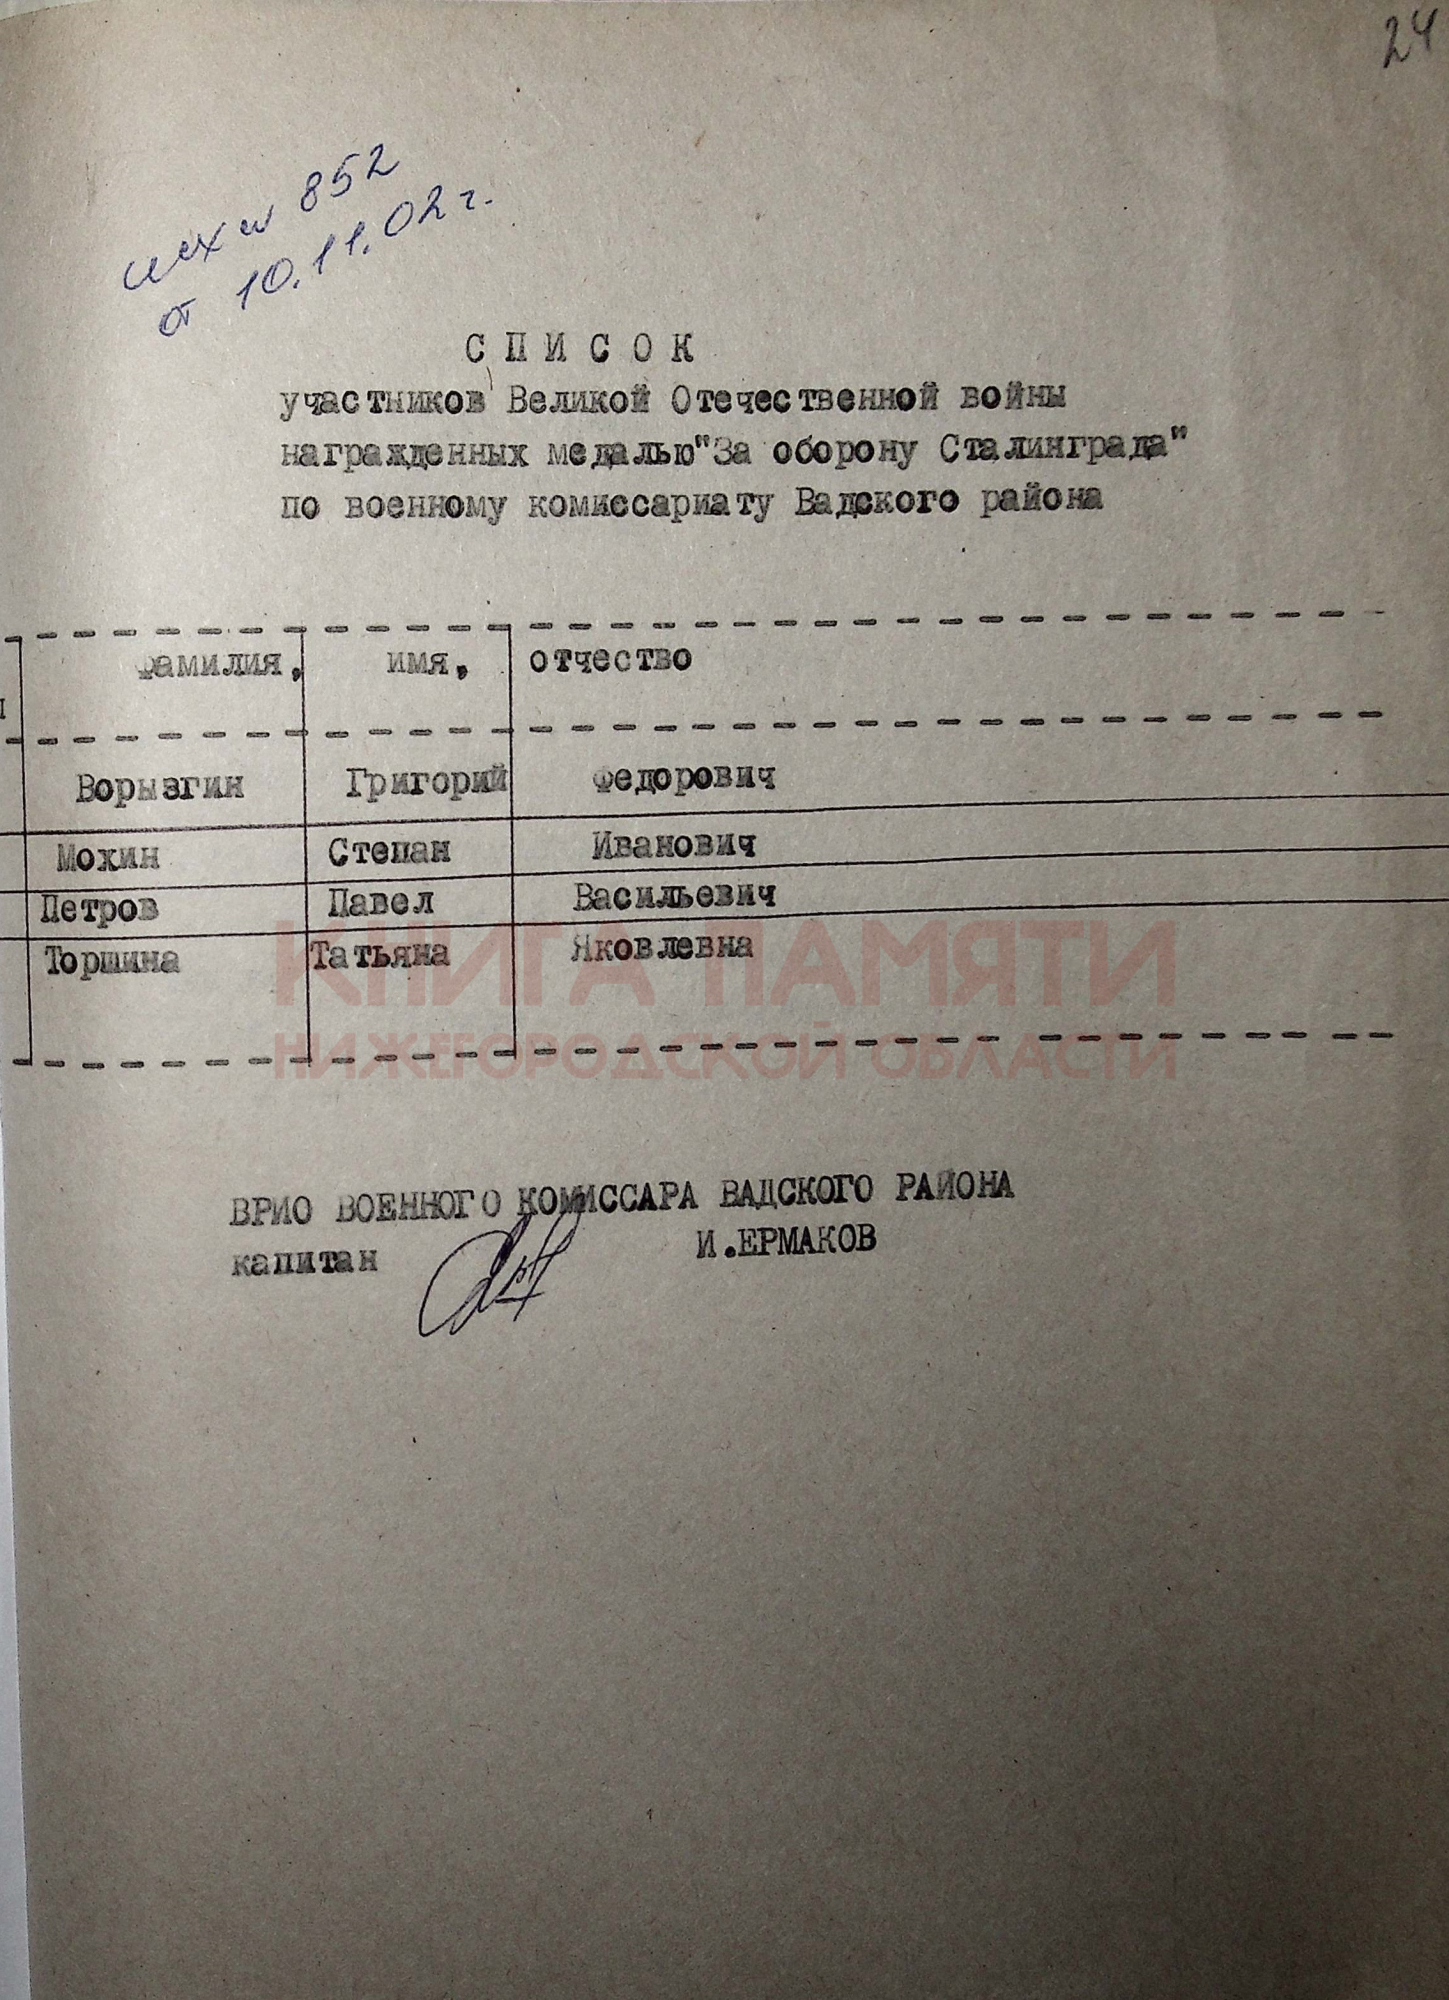 24
исх № 852
от 10.11.02 г.
С П И С О К
участников Великой Отечественной войны
награжденных медалью"За оборону Сталинграда"
по военному комиссариату Вадского района
фамилия, имя, отчество
Ворызгин Григорий Федорович
Мохин Степан Иванович
Петров Павел Васильевич
Торшина Татьяна Яковлевна
КНИГА ПАМЯТИ
НИЖЕГОРОДСКОЙ ОБЛАСТИ
ВРИО ВОЕННОГО КОМИССАРА ВАДСКОГО РАЙОНА
капитан И.ЕРМАКОВ